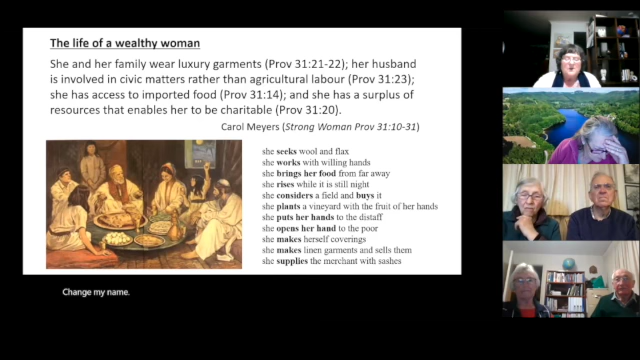 The life of a wealthy woman
She and her family wear luxury garments (Prov 31:21-22); her husband
is involved in civic matters rather than agricultural labour (Prov 31:23);
she has access to imported food (Prov 31:14); and she has a surplus of
resources that enables her to be charitable (Prov 31:20).
Carol Meyers (Strong Woman Prov 31:10-31)
she seeks wool and flax
she works with willing hands
she brings her food from far away
she rises while it is still night
she considers a field and buys it
she plants a vineyard with the fruit of her hands
she puts her hands to the distaff
she opens her hand to the poor
she makes herself coverings
she makes linen garments and sells them
she supplies the merchant with sashes
Change my name.